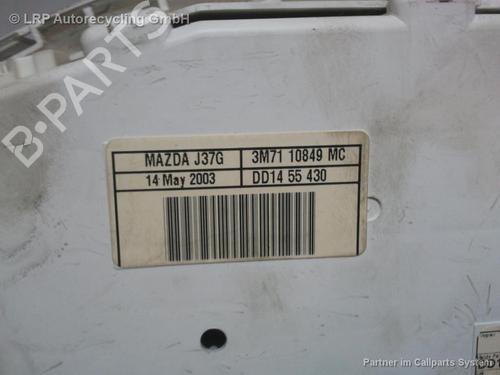 © LRP Autorecycling GmbH
B-PARTS
MAZDA J37G 3M71 10849 MC
14 May 2003 DD14 55 430
Partner im Callparts System